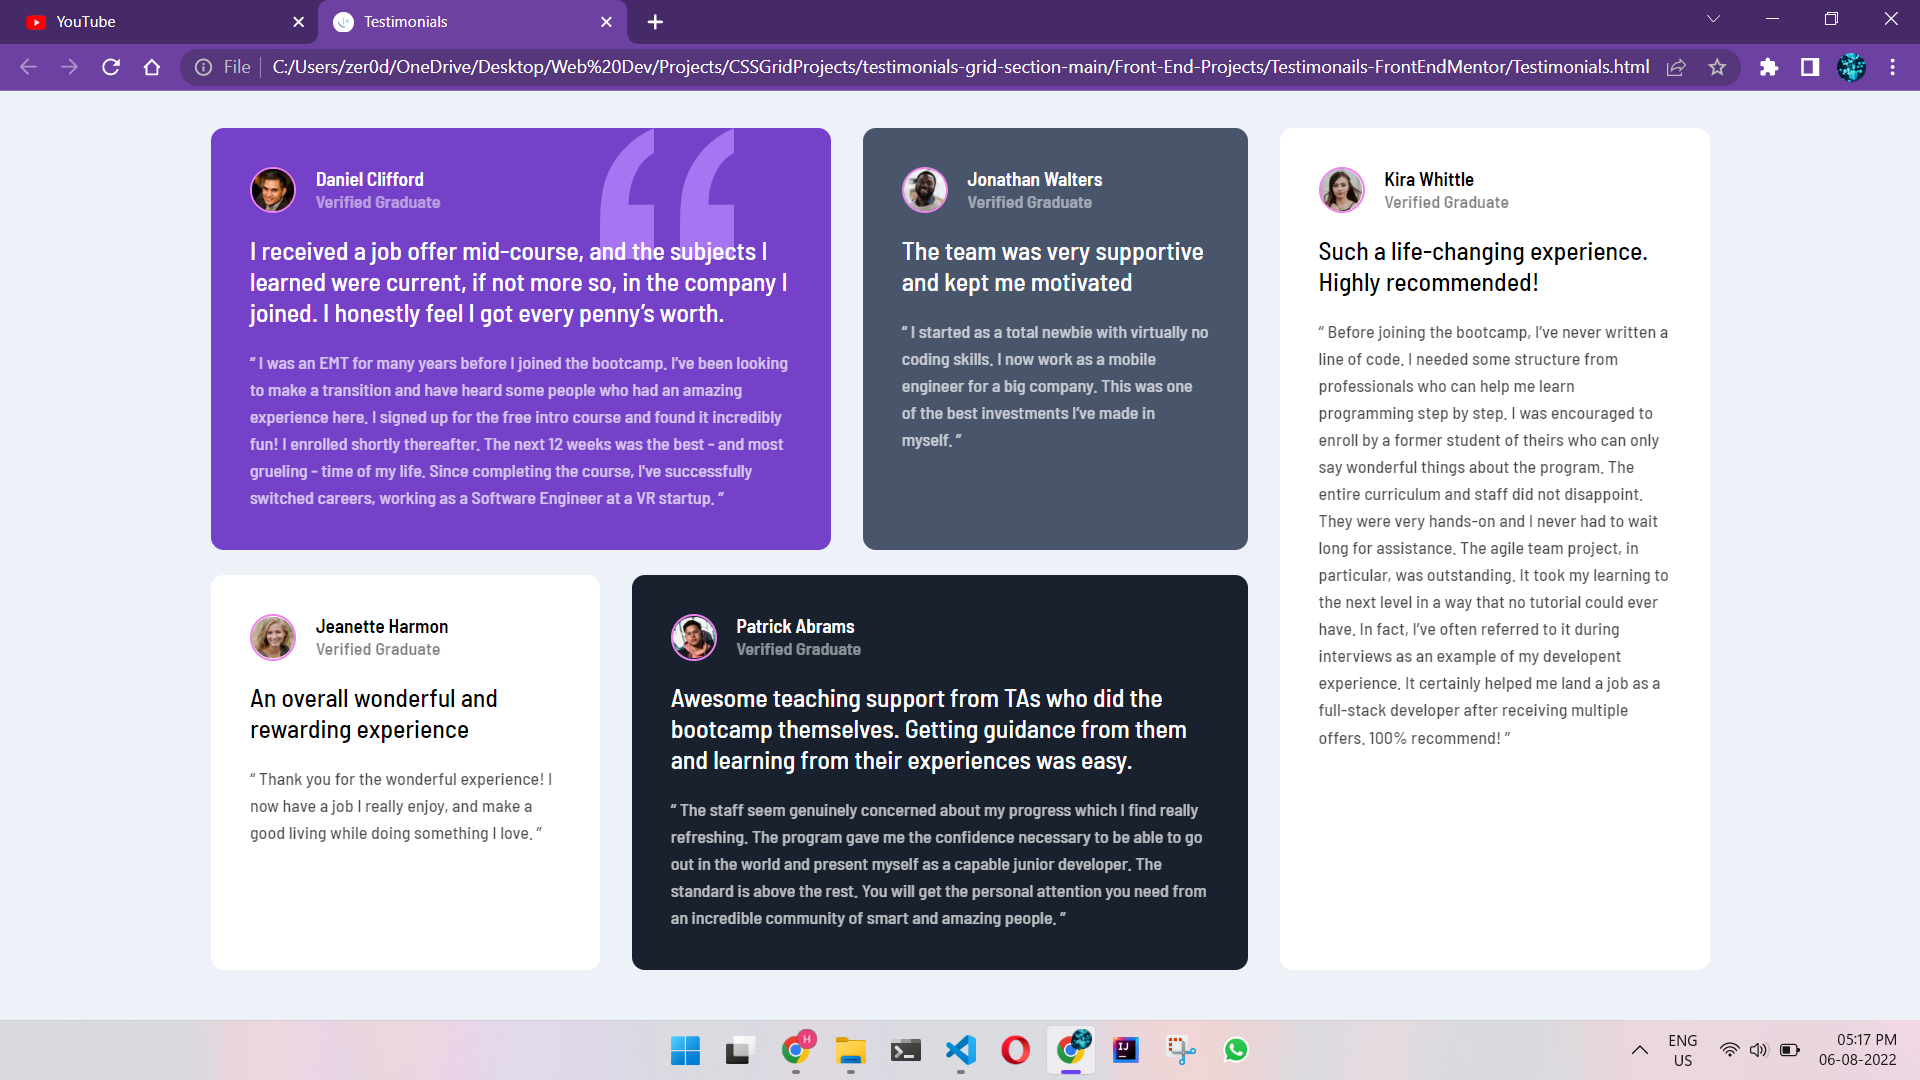 YouTube
Testimonials
File
C:/Users/zer0d/OneDrive/Desktop/Web%20Dev/Projects/CSSGridProjects/testimonials-grid-section-main/Front-End-Projects/Testimonails-FrontEndMentor/Testimonials.html
Daniel Clifford
Verified Graduate
I received a job offer mid-course, and the subjects I
learned were current, if not more so, in the company I
joined. I honestly feel I got every penny’s worth.
“ I was an EMT for many years before I joined the bootcamp. I’ve been looking
to make a transition and have heard some people who had an amazing
experience here. I signed up for the free intro course and found it incredibly
fun! I enrolled shortly thereafter. The next 12 weeks was the best - and most
grueling - time of my life. Since completing the course, I’ve successfully
switched careers, working as a Software Engineer at a VR startup. ”
Jonathan Walters
Verified Graduate
The team was very supportive
and kept me motivated
“ I started as a total newbie with virtually no
coding skills. I now work as a mobile
engineer for a big company. This was one
of the best investments I’ve made in
myself. ”
Kira Whittle
Verified Graduate
Such a life-changing experience.
Highly recommended!
“ Before joining the bootcamp, I’ve never written a
line of code. I needed some structure from
professionals who can help me learn
programming step by step. I was encouraged to
enroll by a former student of theirs who can only
say wonderful things about the program. The
entire curriculum and staff did not disappoint.
They were very hands-on and I never had to wait
long for assistance. The agile team project, in
particular, was outstanding. It took my learning to
the next level in a way that no tutorial could ever
have. In fact, I’ve often referred to it during
interviews as an example of my developent
experience. It certainly helped me land a job as a
full-stack developer after receiving multiple
offers. 100% recommend! ”
Jeanette Harmon
Verified Graduate
An overall wonderful and
rewarding experience
“ Thank you for the wonderful experience! I
now have a job I really enjoy, and make a
good living while doing something I love. ”
Patrick Abrams
Verified Graduate
Awesome teaching support from TAs who did the
bootcamp themselves. Getting guidance from them
and learning from their experiences was easy.
“ The staff seem genuinely concerned about my progress which I find really
refreshing. The program gave me the confidence necessary to be able to go
out in the world and present myself as a capable junior developer. The
standard is above the rest. You will get the personal attention you need from
an incredible community of smart and amazing people. ”
H
IJ
ENG
US
05:17 PM
06-08-2022